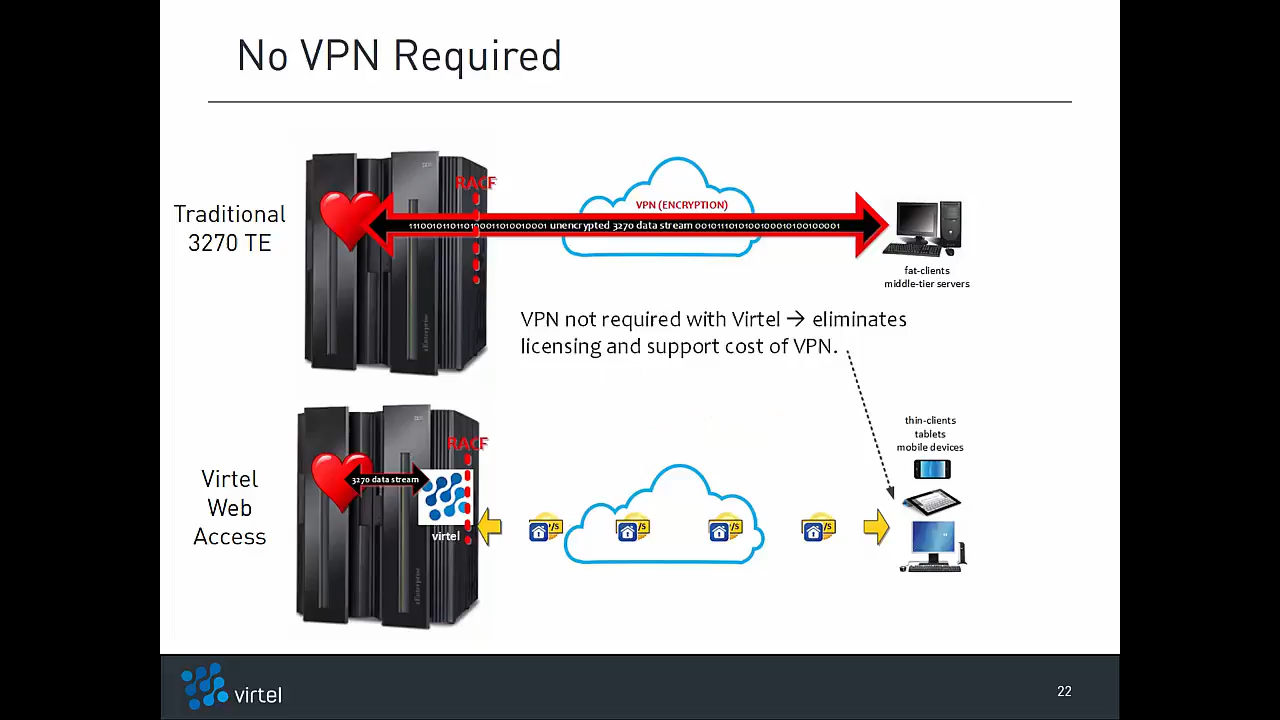 No VPN Required
Traditional
3270 TE
RACF
VPN (ENCRYPTION)
1110010110110100011010010001 unencrypted 3270 data stream 0010111010100100010100100001
fat-clients
middle-tier servers
VPN not required with Virtel → eliminates
licensing and support cost of VPN.
thin-clients
tablets
mobile devices
Virtel
Web
Access
RACF
3270 data stream
virtel
/S
/S
/S
/S
virtel
22